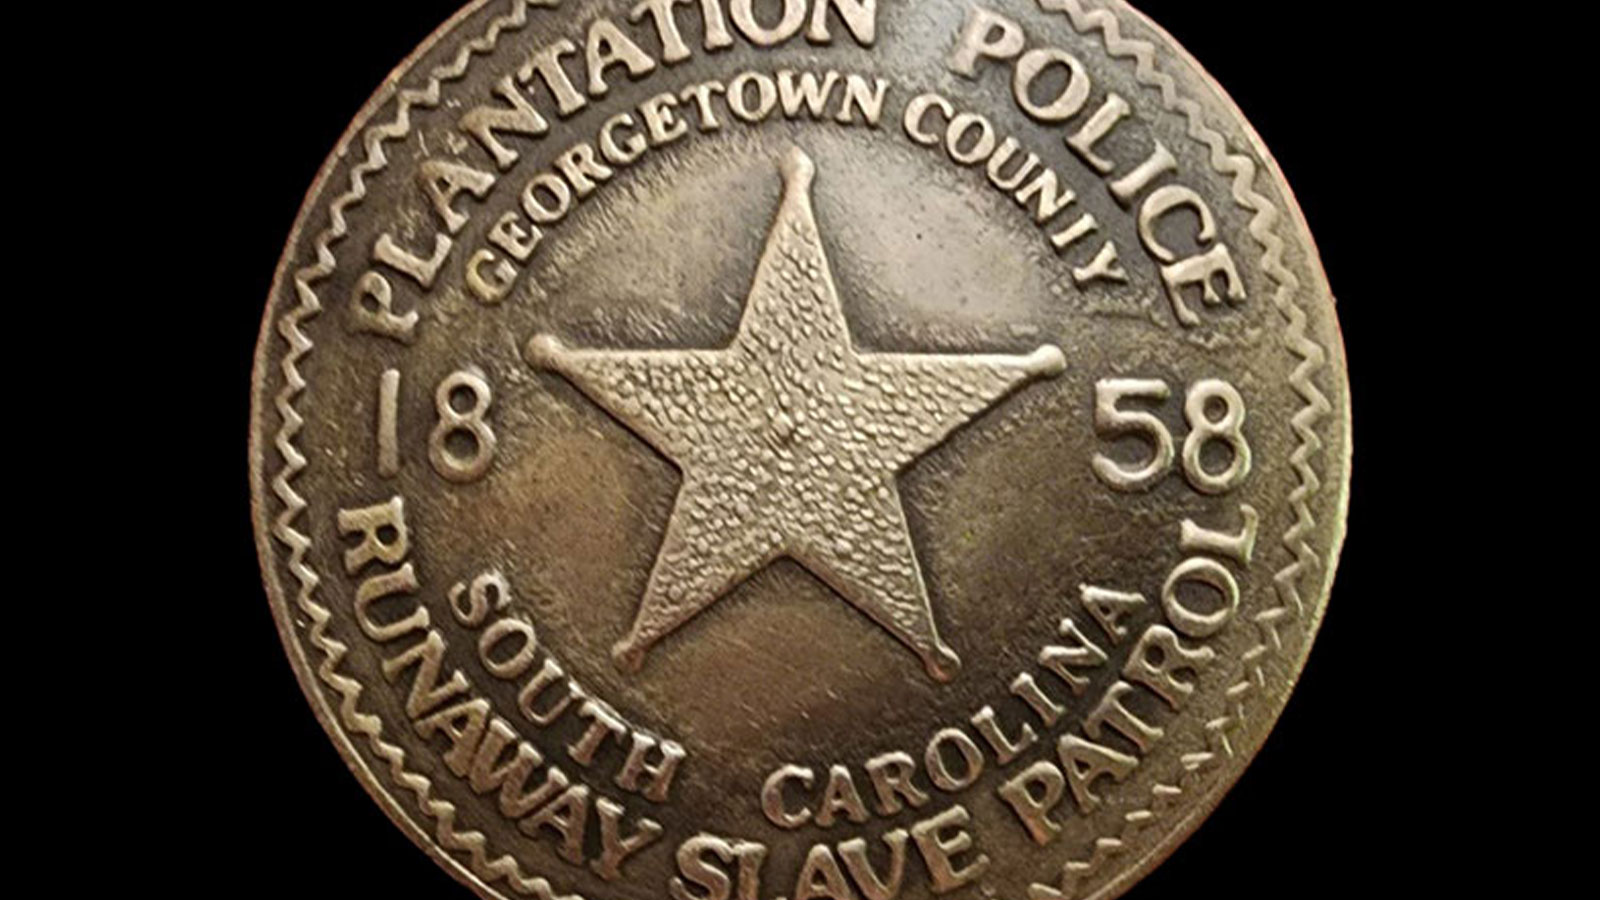 PLANTATION POLICE
GEORGETOWN COUNTY
18 58
SOUTH CAROLINA
RUNAWAY SLAVE PATROL